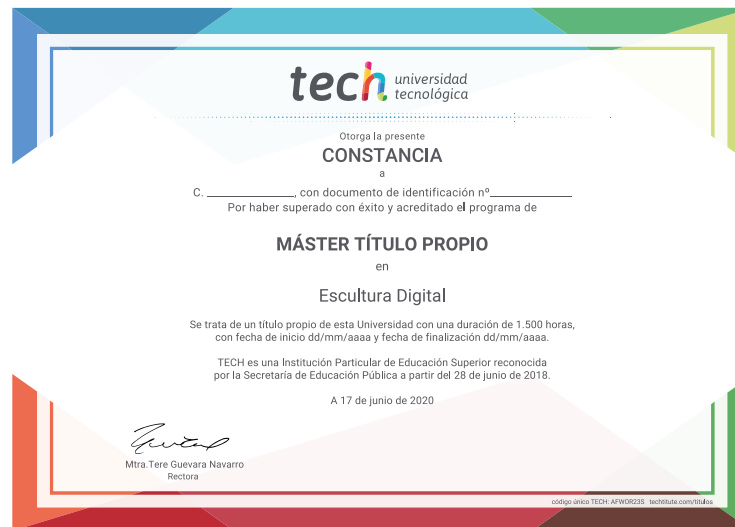 tech universidad
tecnológica
Otorga la presente
CONSTANCIA
a
C. ________________, con documento de identificación nº______________
Por haber superado con éxito y acreditado el programa de
MÁSTER TÍTULO PROPIO
en
Escultura Digital
Se trata de un título propio de esta Universidad con una duración de 1.500 horas,
con fecha de inicio dd/mm/aaaa y fecha de finalización dd/mm/aaaa.
TECH es una Institución Particular de Educación Superior reconocida
por la Secretaría de Educación Pública a partir del 28 de junio de 2018.
A 17 de junio de 2020
Mtra.Tere Guevara Navarro
Rectora
código único TECH: AFWOR23S techtitute.com/titulos